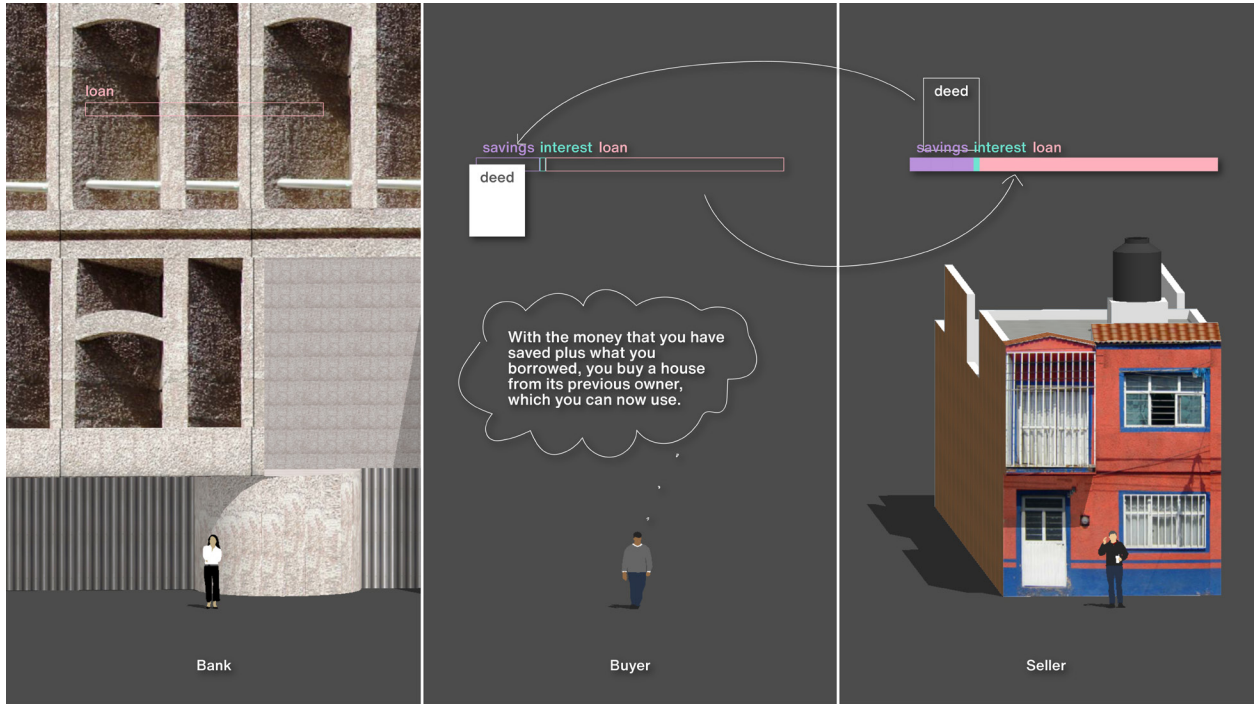 loan
savings interest loan
deed
With the money that you have
saved plus what you
borrowed, you buy a house
from its previous owner,
which you can now use.
deed
savings interest loan
Bank
Buyer
Seller